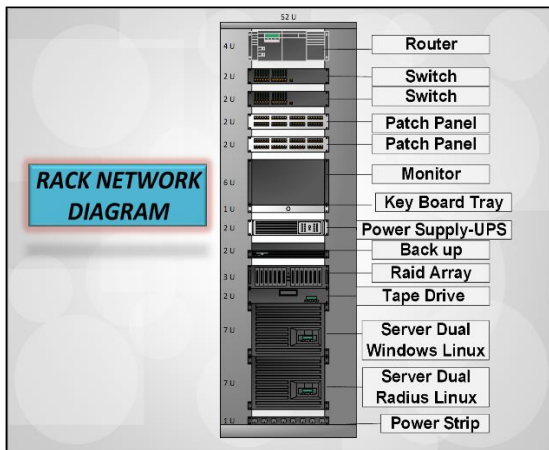 52 U
4 U
Router
2 U
Switch
2 U
Switch
2 U
Patch Panel
2 U
Patch Panel
RACK NETWORK
DIAGRAM
6 U
Monitor
1 U
Key Board Tray
2 U
Power Supply-UPS
2 U
Back up
3 U
Raid Array
2 U
Tape Drive
7 U
Server Dual
Windows Linux
7 U
Server Dual
Radius Linux
1 U
Power Strip